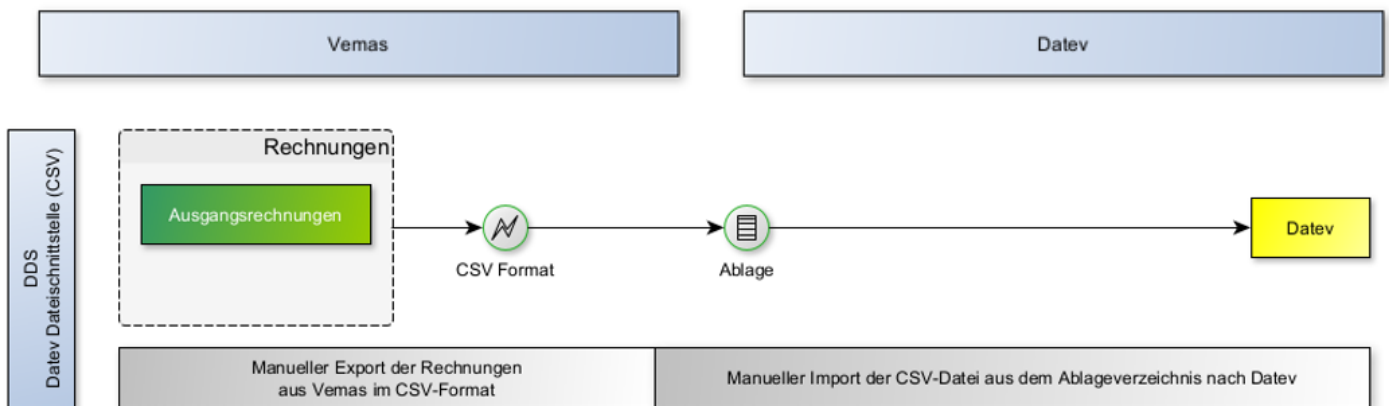 Vemas
Datev
DDS
Datev Dateischnittstelle (CSV)
Rechnungen
Ausgangsrechnungen
CSV Format
Ablage
Datev
Manueller Export der Rechnungen
aus Vemas im CSV-Format
Manueller Import der CSV-Datei aus dem Ablageverzeichnis nach Datev